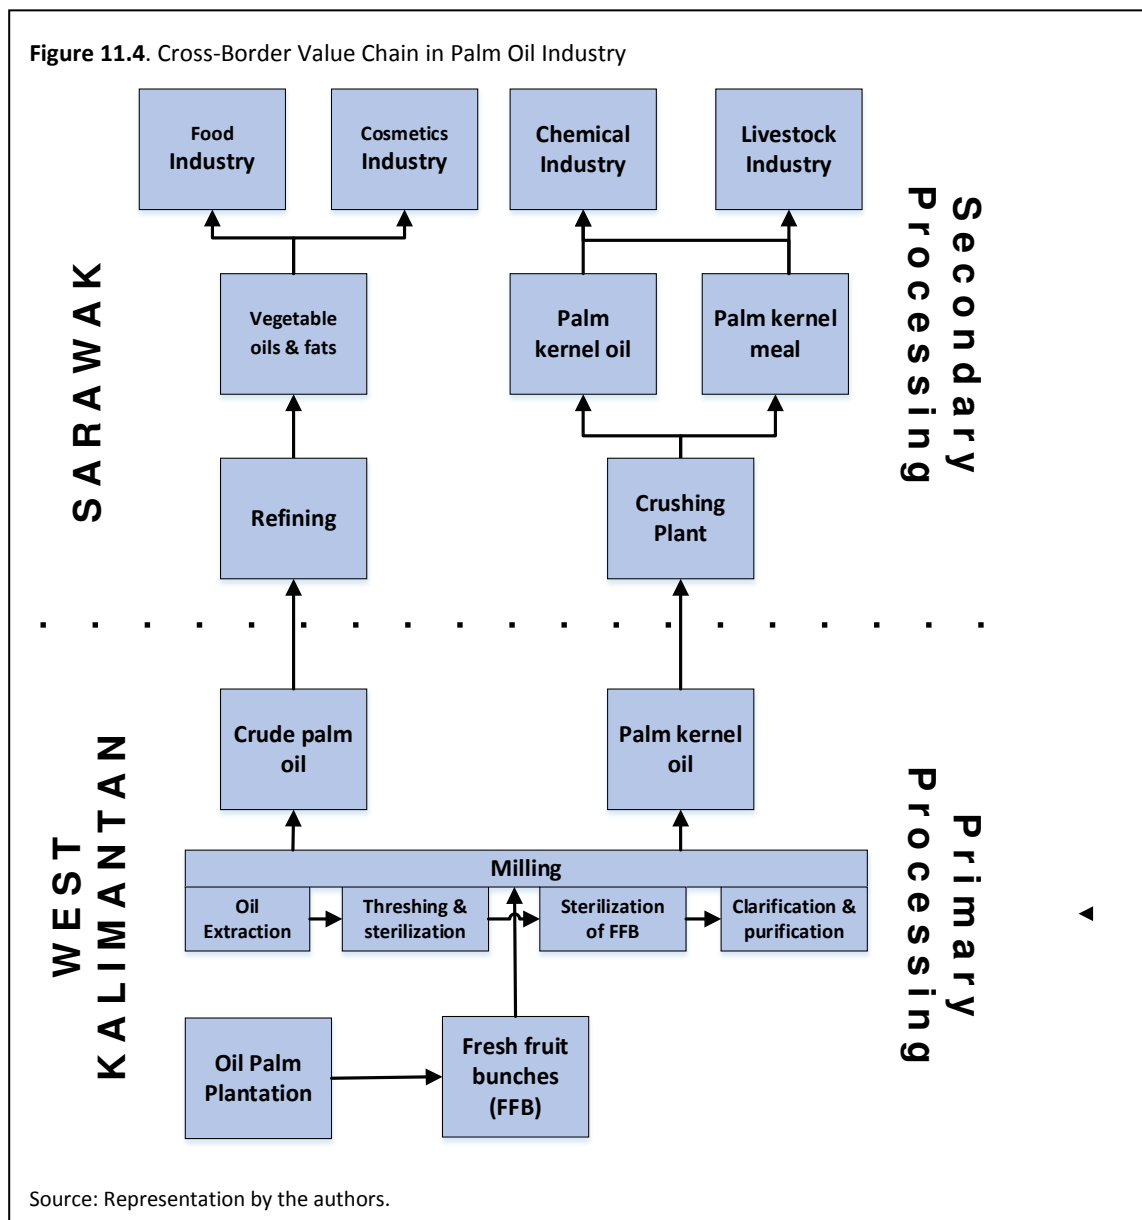 Figure 11.4. Cross-Border Value Chain in Palm Oil Industry
Food
Industry
Cosmetics
Industry
Chemical
Industry
Livestock
Industry
SARAWAK
Secondary
Processing
Vegetable
oils & fats
Palm
kernel oil
Palm kernel
meal
Refining
Crushing
Plant
Crude palm
oil
Palm kernel
oil
WEST
KALIMANTAN
Primary
Processing
Milling
Oil
Extraction
Threshing &
sterilization
Sterilization
of FFB
Clarification &
purification
Oil Palm
Plantation
Fresh fruit
bunches
(FFB)
Source: Representation by the authors.